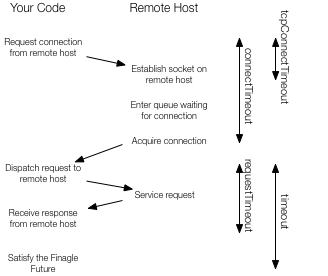 Your Code
Remote Host
Request connection
from remote host
Establish socket on
remote host
Enter queue waiting
for connection
Acquire connection
Dispatch request to
remote host
Service request
Receive response
from remote host
Satisfy the Finagle
Future
connectTimeout
tcpConnectTimeout
requestTimeout
timeout